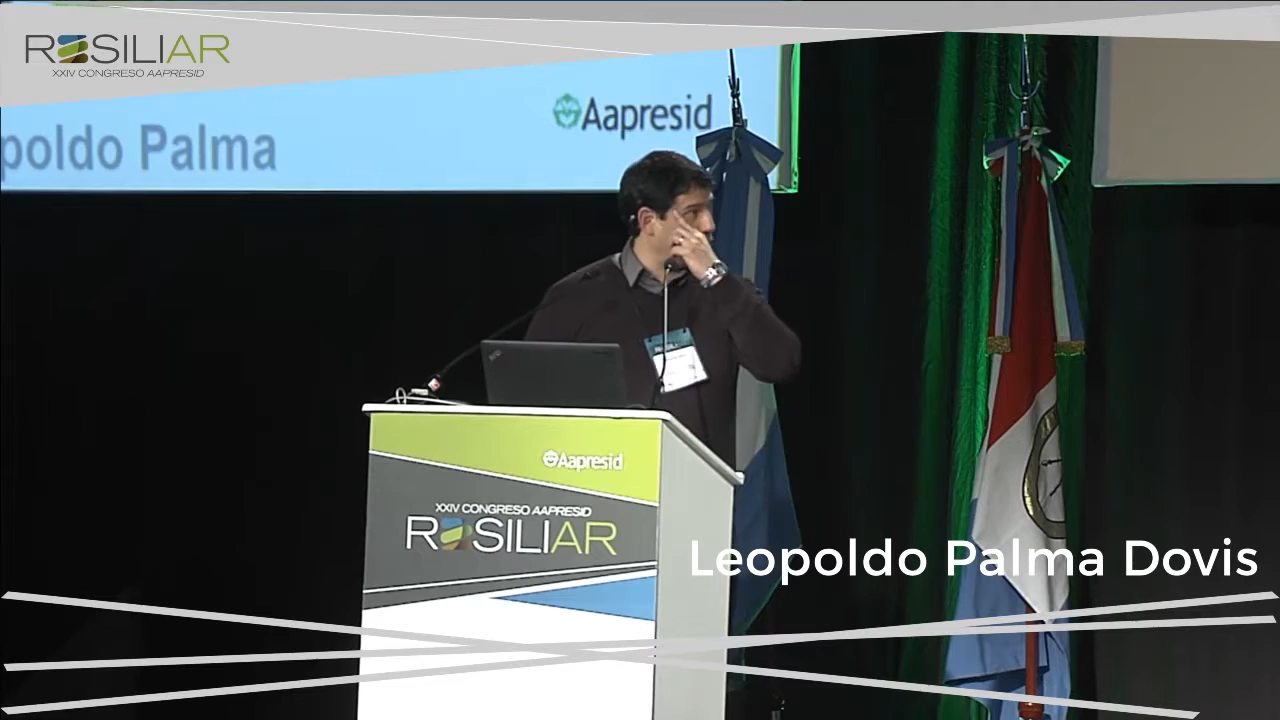 RESILIAR
XXIV CONGRESO AAPRESID
poldo Palma
Aapresid
Aapresid
XXIV CONGRESO AAPRESID
RESILIAR
Leopoldo Palma Dovis